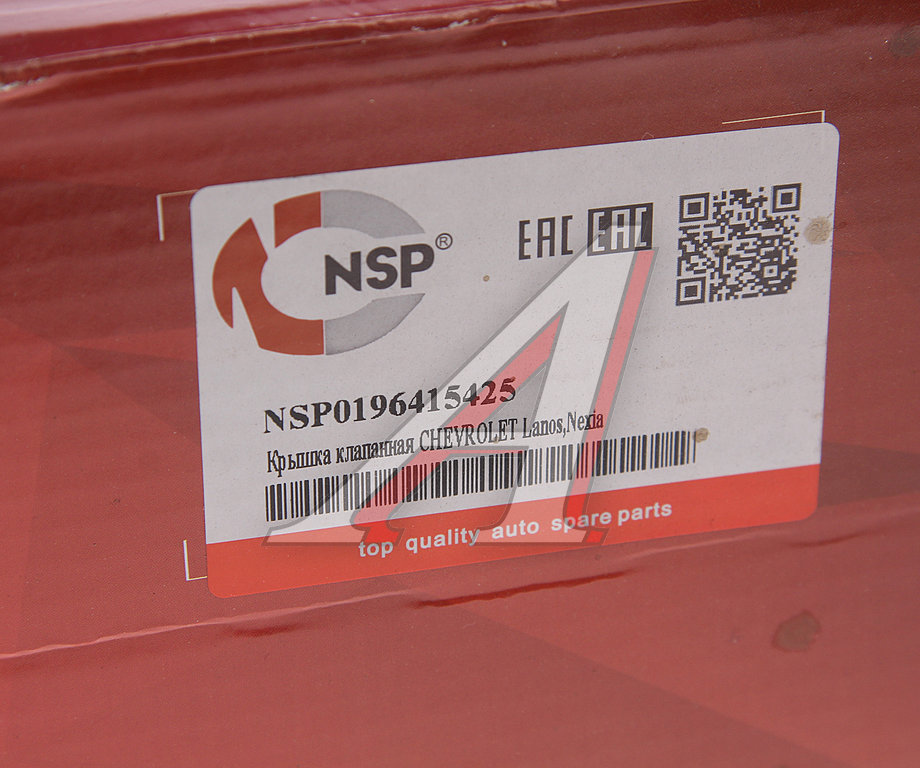 NSP®
EAC EAC
NSP0196415425
Крышка клапанная CHEVROLET Lanos,Nexia
top quality auto spare parts